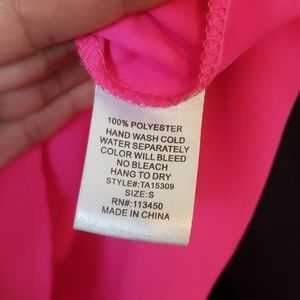 100% POLYESTER
HAND WASH COLD
WATER SEPARATELY
COLOR WILL BLEED
NO BLEACH
HANG TO DRY
STYLE#:TA15309
SIZE:S
RN#:113450
MADE IN CHINA